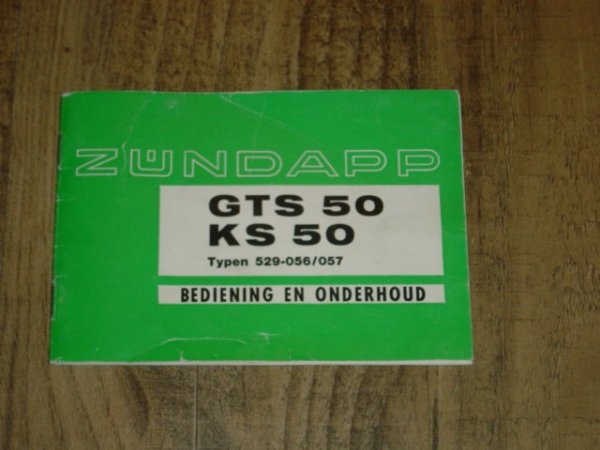 ZÜNDAPP
GTS 50
KS 50
Typen 529-056/057
BEDIENING EN ONDERHOUD